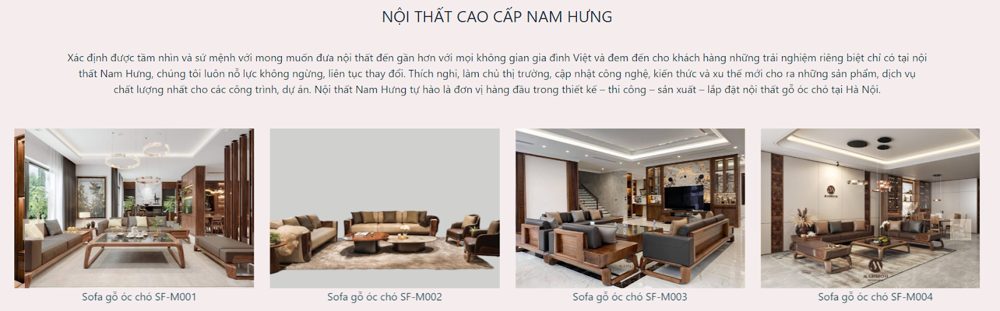 NỘI THẤT CAO CẤP NAM HƯNG
Xác định được tầm nhìn và sứ mệnh với mong muốn đưa nội thất đến gần hơn với mọi không gian gia đình Việt và đem đến cho khách hàng những trải nghiệm riêng biệt chỉ có tại nội
thất Nam Hưng, chúng tôi luôn nỗ lực không ngừng, liên tục thay đổi. Thích nghi, làm chủ thị trường, cập nhật công nghệ, kiến thức và xu thế mới cho ra những sản phẩm, dịch vụ
chất lượng nhất cho các công trình, dự án. Nội thất Nam Hưng tự hào là đơn vị hàng đầu trong thiết kế – thi công – sản xuất – lắp đặt nội thất gỗ óc chó tại Hà Nội.
MANSION
MANSION
MANSION
Sofa gỗ óc chó SF-M001
Sofa gỗ óc chó SF-M002
Sofa gỗ óc chó SF-M003
Sofa gỗ óc chó SF-M004